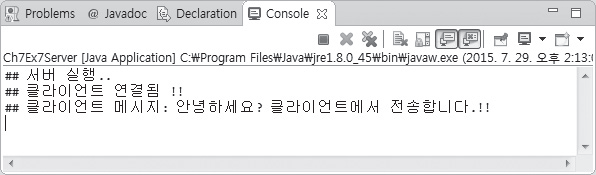 Problems @ Javadoc Declaration Console
Ch7Ex7Server [Java Application] C:₩Program Files₩Java₩jre1.8.0_45₩bin₩javaw.exe (2015. 7. 29. 오후 2:13:0
## 서버 실행..
## 클라이언트 연결됨 !!
## 클라이언트 메시지: 안녕하세요? 클라이언트에서 전송합니다.!!